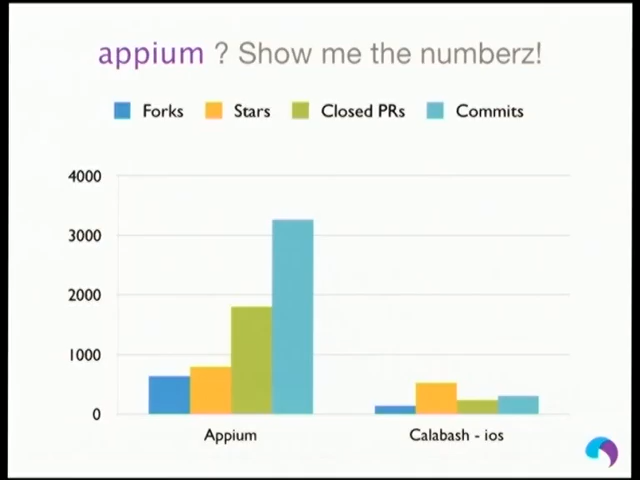 appium ? Show me the numberz!
Forks Stars Closed PRs Commits
4000
3000
2000
1000
0
Appium Calabash - ios